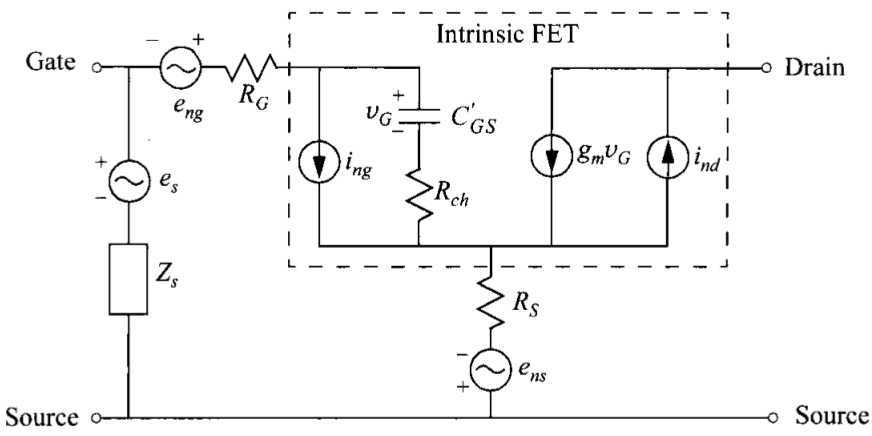 Intrinsic FET
Gate
− +
e_{ng}
R_G
Drain
+
v_G
−
C'_{GS}
i_{ng}
R_{ch}
g_m v_G
i_{nd}
+
−
e_s
Z_s
R_S
−
+
e_{ns}
Source
Source